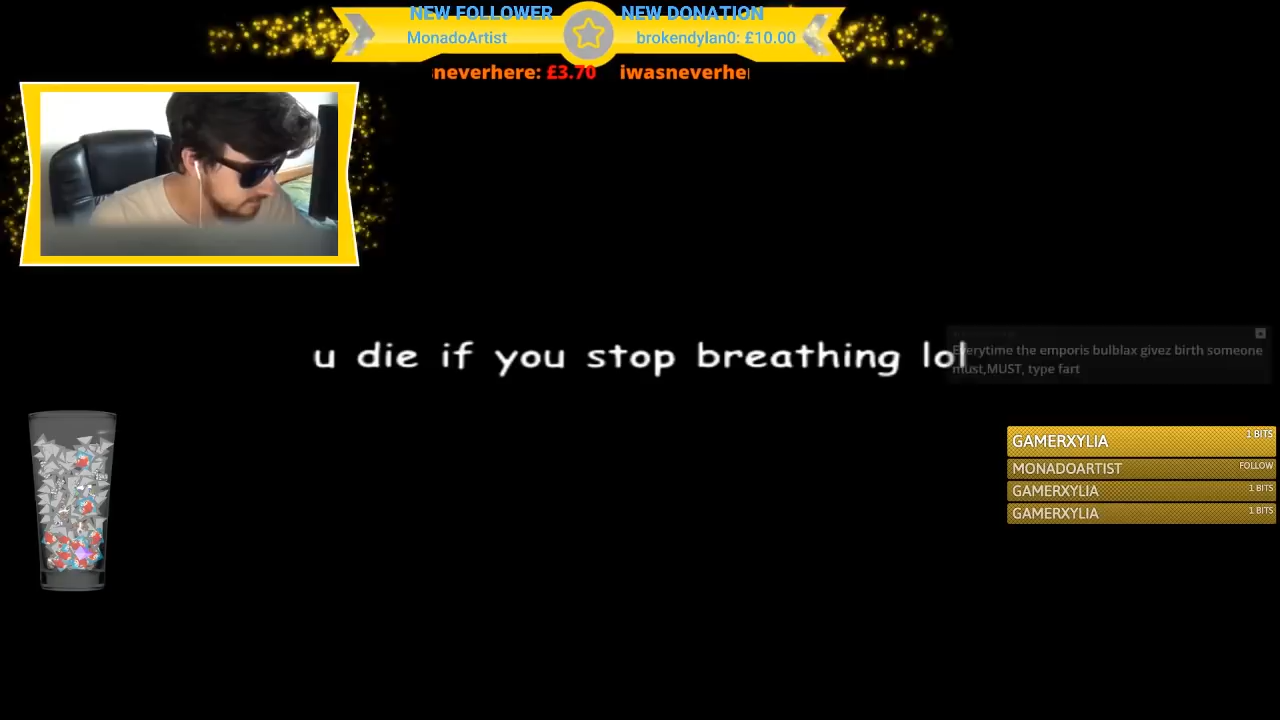 NEW FOLLOWER
MonadoArtist
NEW DONATION
brokendylan0: £10.00
neverhere: £3.70 iwasneverhe
u die if you stop breathing lol
Everytime the emporis bulblax givez birth someone
must,MUST, type fart
GAMERXYLIA 1 BITS
MONADOARTIST FOLLOW
GAMERXYLIA 1 BITS
GAMERXYLIA 1 BITS